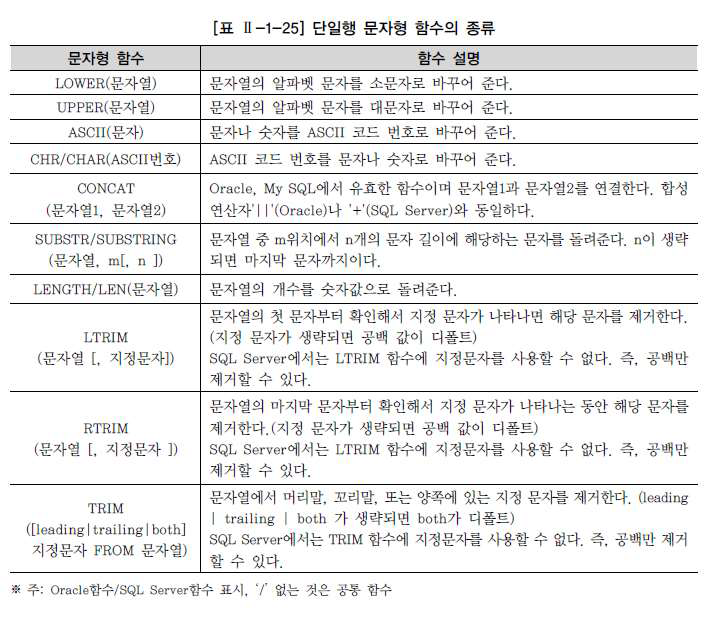 [표 Ⅱ-1-25] 단일행 문자형 함수의 종류
문자형 함수
함수 설명
LOWER(문자열)
문자열의 알파벳 문자를 소문자로 바꾸어 준다.
UPPER(문자열)
문자열의 알파벳 문자를 대문자로 바꾸어 준다.
ASCII(문자)
문자나 숫자를 ASCII 코드 번호로 바꾸어 준다.
CHR/CHAR(ASCII번호)
ASCII 코드 번호를 문자나 숫자로 바꾸어 준다.
CONCAT
(문자열1, 문자열2)
Oracle, My SQL에서 유효한 함수이며 문자열1과 문자열2를 연결한다. 합성
연산자'||'(Oracle)나 '+'(SQL Server)와 동일하다.
SUBSTR/SUBSTRING
(문자열, m[, n ])
문자열 중 m위치에서 n개의 문자 길이에 해당하는 문자를 돌려준다. n이 생략
되면 마지막 문자까지이다.
LENGTH/LEN(문자열)
문자열의 개수를 숫자값으로 돌려준다.
LTRIM
(문자열 [, 지정문자])
문자열의 첫 문자부터 확인해서 지정 문자가 나타나면 해당 문자를 제거한다.
(지정 문자가 생략되면 공백 값이 디폴트)
SQL Server에서는 LTRIM 함수에 지정문자를 사용할 수 없다. 즉, 공백만
제거할 수 있다.
RTRIM
(문자열 [, 지정문자 ])
문자열의 마지막 문자부터 확인해서 지정 문자가 나타나는 동안 해당 문자를
제거한다.(지정 문자가 생략되면 공백 값이 디폴트)
SQL Server에서는 LTRIM 함수에 지정문자를 사용할 수 없다. 즉, 공백만
제거할 수 있다.
TRIM
([leading|trailing|both]
지정문자 FROM 문자열)
문자열에서 머리말, 꼬리말, 또는 양쪽에 있는 지정 문자를 제거한다. (leading
| trailing | both 가 생략되면 both가 디폴트)
SQL Server에서는 TRIM 함수에 지정문자를 사용할 수 없다. 즉, 공백만 제거
할 수 있다.
※ 주: Oracle함수/SQL Server함수 표시, '/' 없는 것은 공통 함수